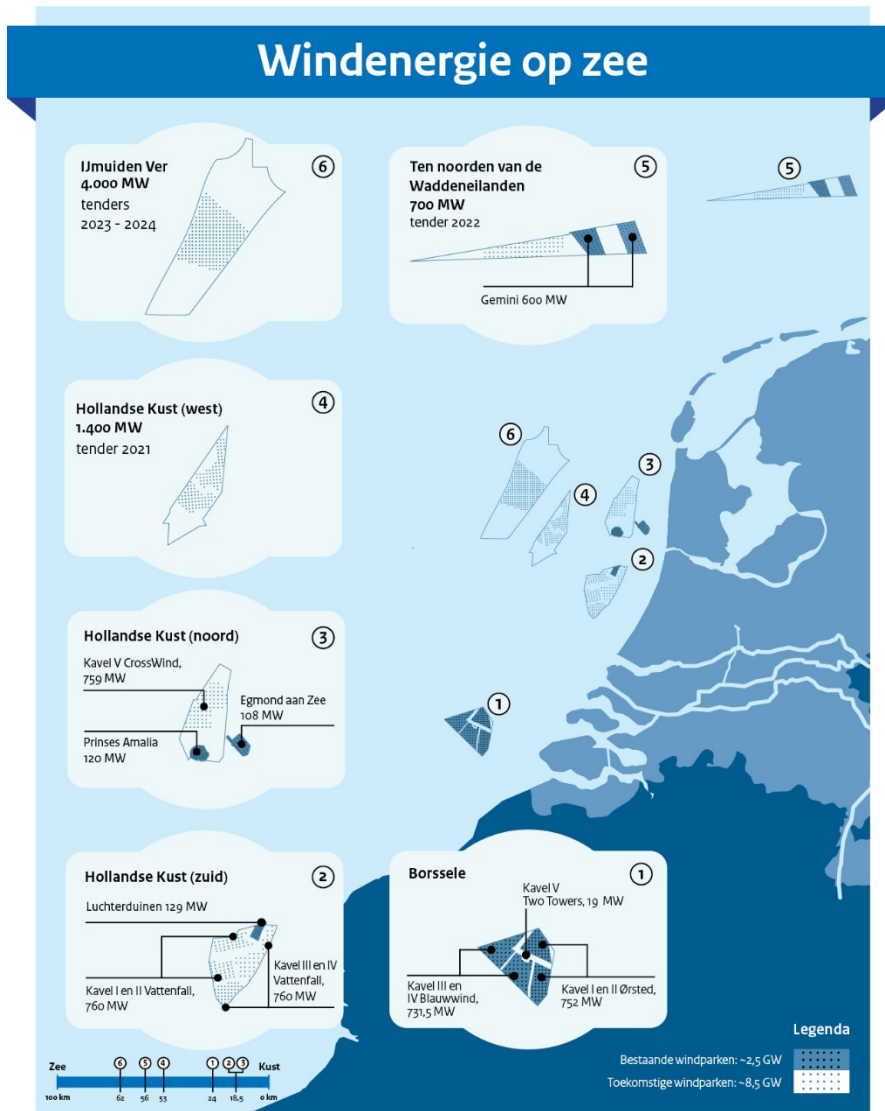 Windenergie op zee
IJmuiden Ver
4.000 MW
tenders
2023 - 2024
6
Ten noorden van de
Waddeneilanden
700 MW
tender 2022
5
Gemini 600 MW
5
Hollandse Kust (west)
1.400 MW
tender 2021
4
6
4
3
2
1
Hollandse Kust (noord)
3
Kavel V CrossWind,
759 MW
Egmond aan Zee
108 MW
Prinses Amalia
120 MW
Hollandse Kust (zuid)
2
Luchterduinen 129 MW
Kavel I en II Vattenfall,
760 MW
Kavel III en IV
Vattenfall,
760 MW
Borssele
1
Kavel V
Two Towers, 19 MW
Kavel III en
IV Blauwwind,
731,5 MW
Kavel I en II Ørsted,
752 MW
Zee
6
5
4
1
2
3
Kust
100 km
62
56
53
24
18,5
0 km
Legenda
Bestaande windparken: ~2,5 GW
Toekomstige windparken: ~8,5 GW